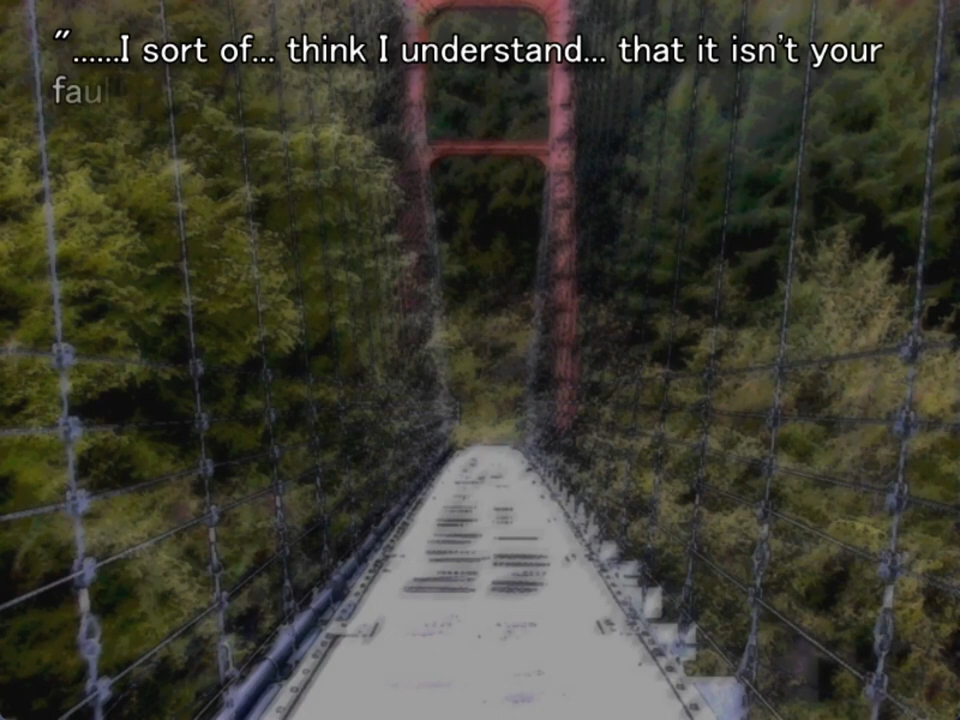 "......I sort of... think I understand... that it isn't your
fau